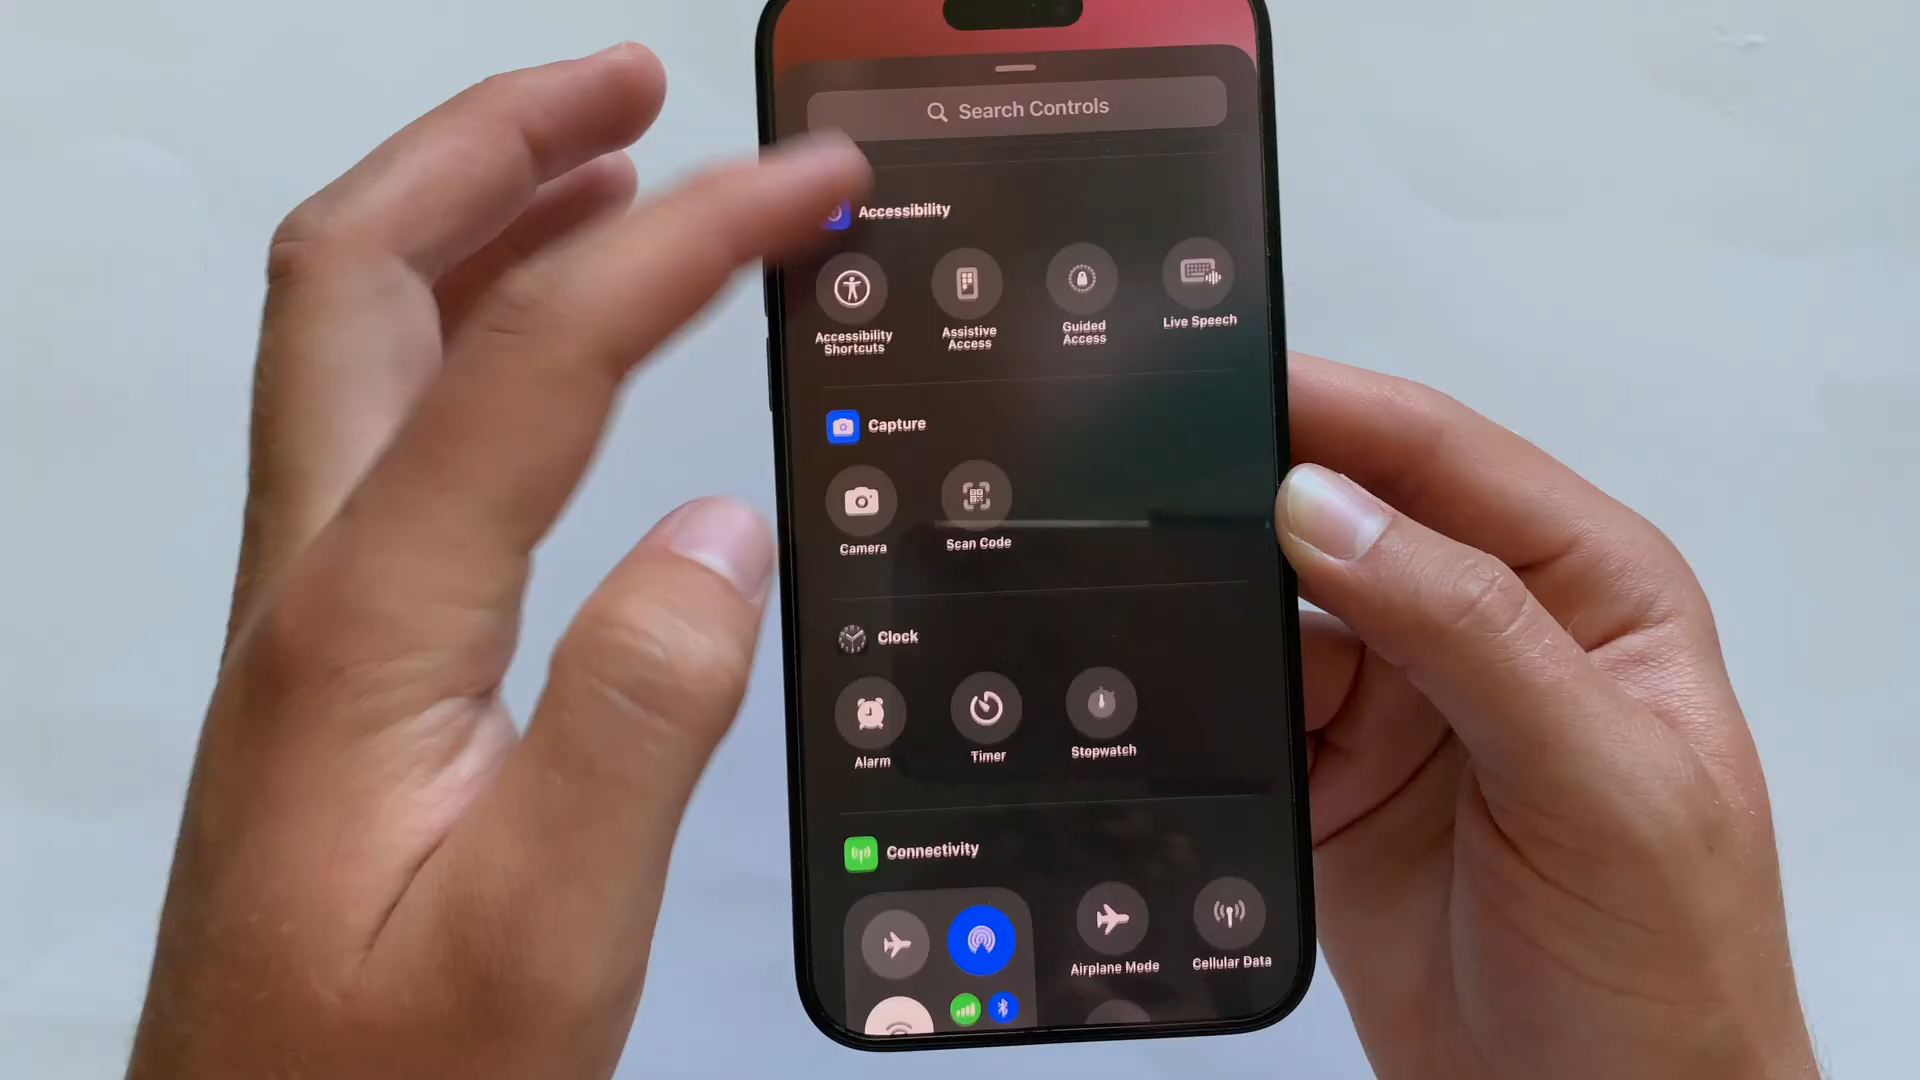 Search Controls
Accessibility
Accessibility
Shortcuts
Assistive
Access
Guided
Access
Live Speech
Capture
Camera
Scan Code
Clock
Alarm
Timer
Stopwatch
Connectivity
Airplane Mode
Cellular Data